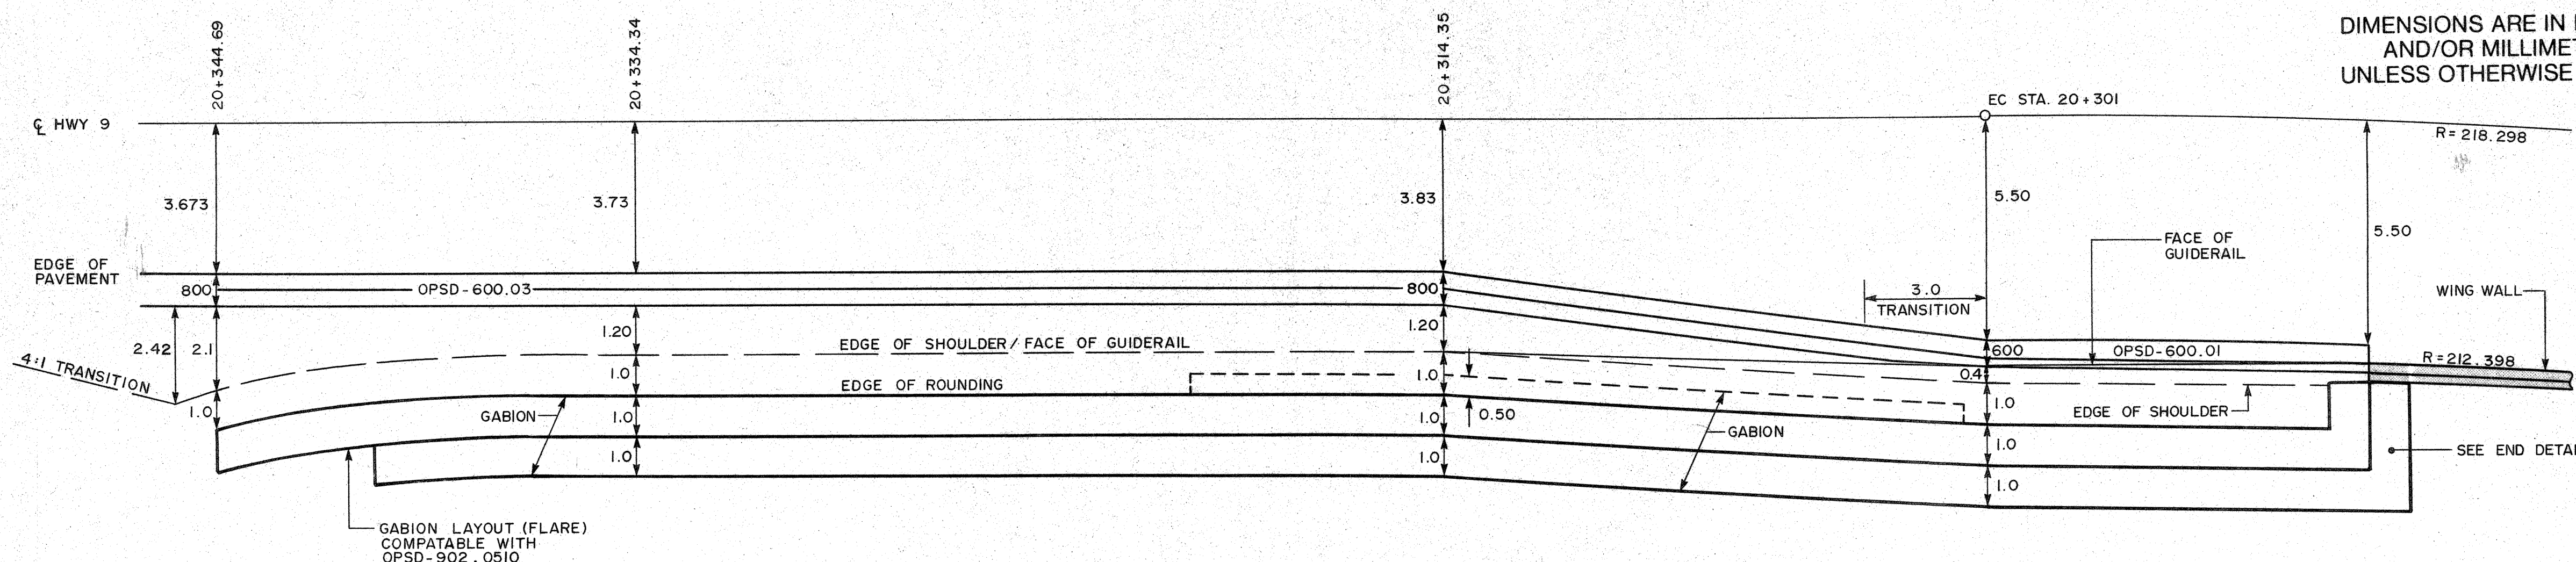 20+344.69
20+334.34
20+314.35
DIMENSIONS ARE IN
AND/OR
UNLESS OTHERWISE
EC STA. 20+301
℄ HWY 9
R=218.298
3.673
3.73
3.83
5.50
5.50
FACE OF
GUIDERAIL
EDGE OF
PAVEMENT
800
OPSD-600.03
800
3.0
TRANSITION
WING WALL
1.20
1.20
600
OPSD-600.01
2.42
2.1
EDGE OF SHOULDER/FACE OF GUIDERAIL
R=212.398
4:1 TRANSITION
1.0
EDGE OF ROUNDING
1.0
0.4
1.0
GABION
1.0
1.0
0.50
1.0
EDGE OF SHOULDER
GABION
1.0
1.0
1.0
SEE END
1.0
GABION LAYOUT (FLARE)
COMPATABLE WITH
OPSD-902.0510